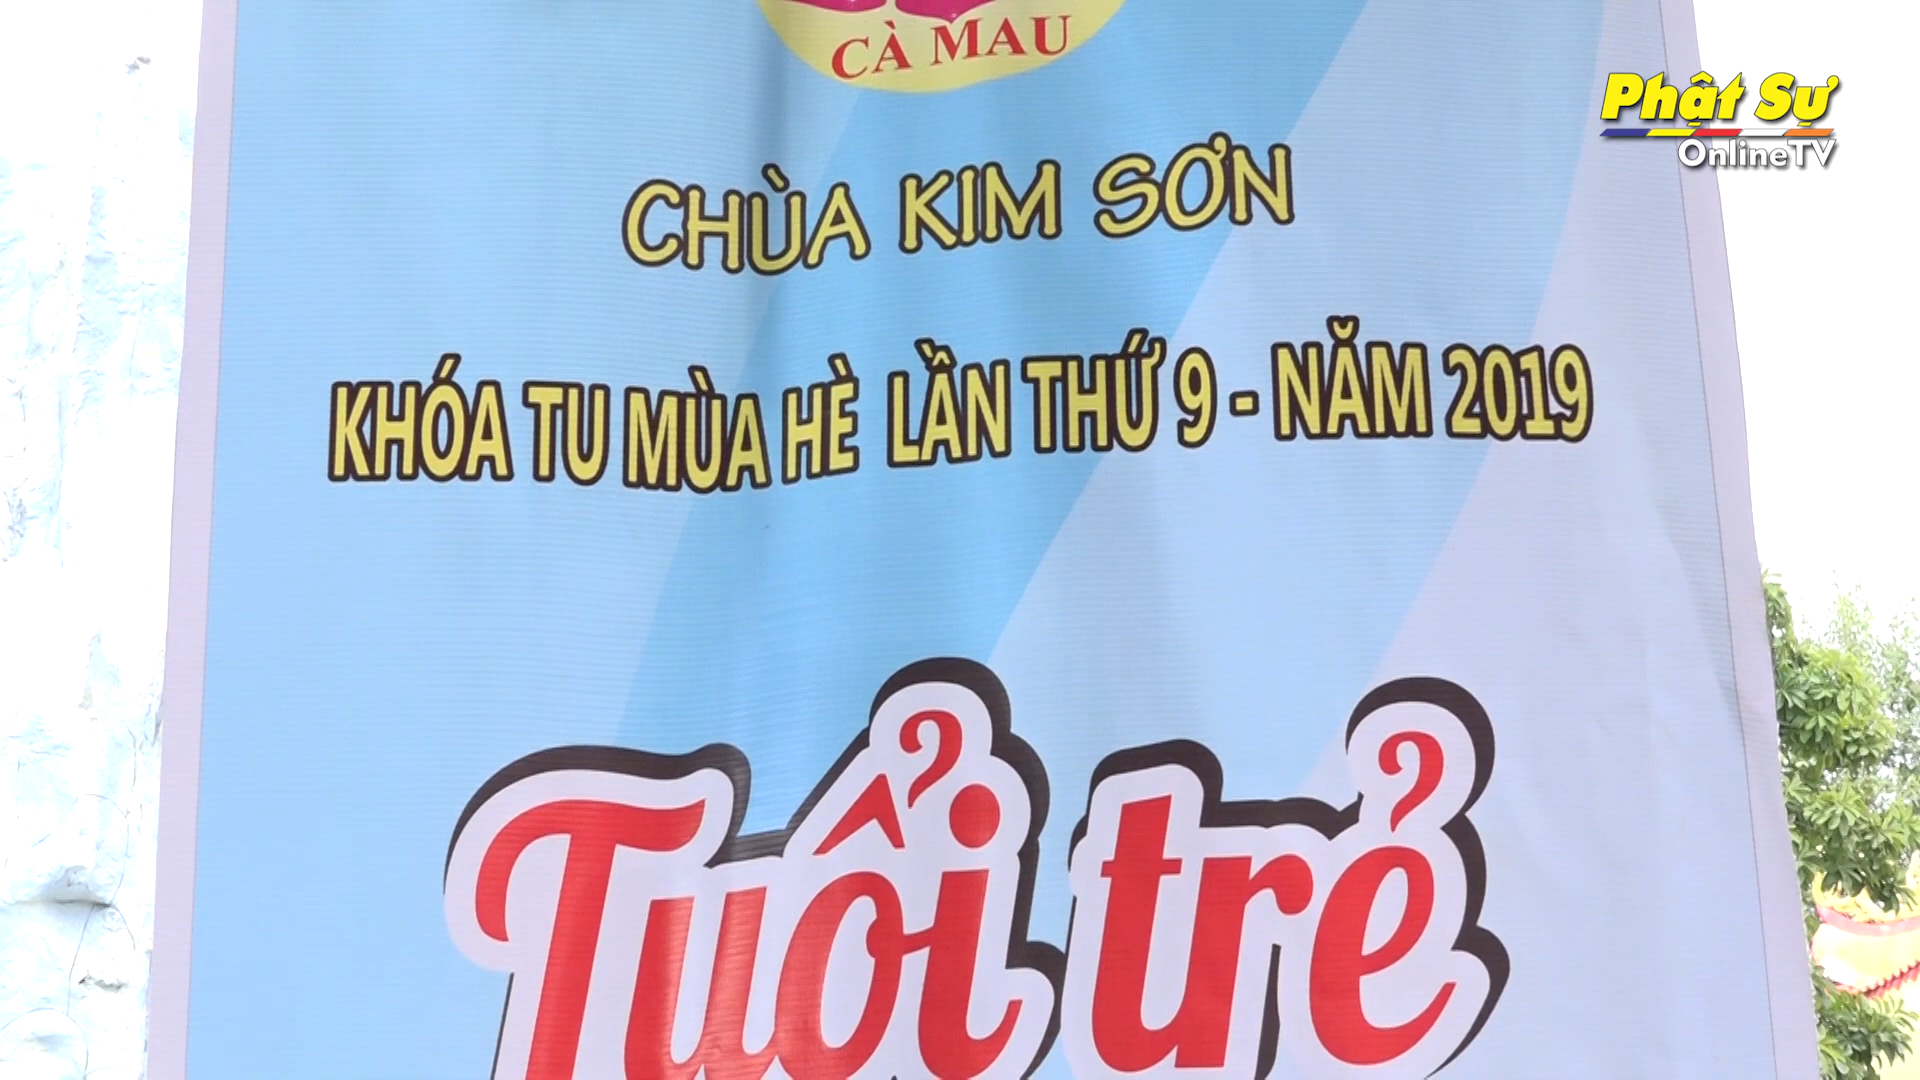 CÀ MAU
Phật Sự
OnlineTV
CHÙA KIM SƠN
KHÓA TU MÙA HÈ LẦN THỨ 9 - NĂM 2019
Tuổi trẻ